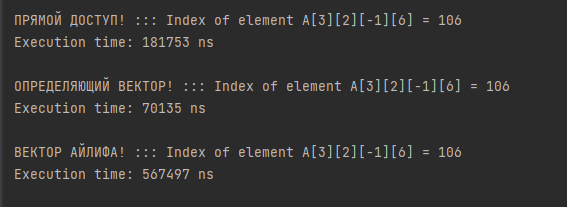 ПРЯМОЙ ДОСТУП! ::: Index of element A[3][2][-1][6] = 106
Execution time: 181753 ns
ОПРЕДЕЛЯЮЩИЙ ВЕКТОР! ::: Index of element A[3][2][-1][6] = 106
Execution time: 70135 ns
ВЕКТОР АЙЛИФА! ::: Index of element A[3][2][-1][6] = 106
Execution time: 567497 ns